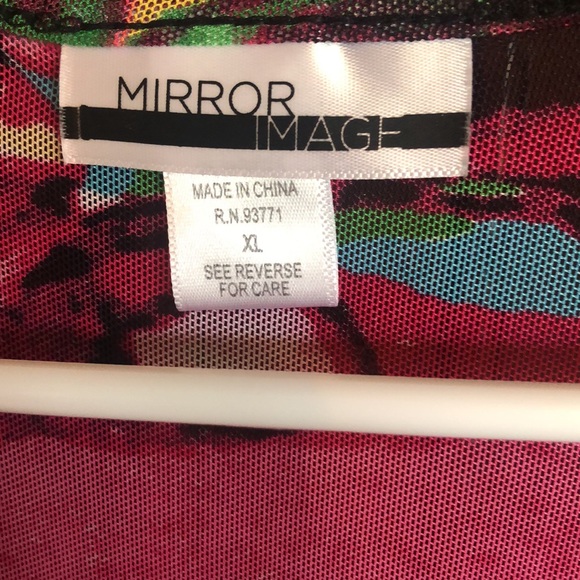 MIRROR
IMAGE
MADE IN CHINA
R.N.93771
XL
SEE REVERSE
FOR CARE